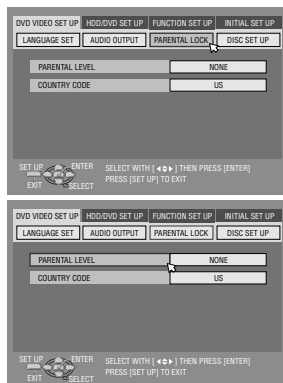 DVD VIDEO SET UP HDD/DVD SET UP FUNCTION SET UP INITIAL SET UP
LANGUAGE SET AUDIO OUTPUT PARENTAL LOCK DISC SET UP
PARENTAL LEVEL NONE
COUNTRY CODE US
SET UP ENTER SELECT WITH [ ] THEN PRESS [ENTER]
EXIT SELECT PRESS [SET UP] TO EXIT
DVD VIDEO SET UP HDD/DVD SET UP FUNCTION SET UP INITIAL SET UP
LANGUAGE SET AUDIO OUTPUT PARENTAL LOCK DISC SET UP
PARENTAL LEVEL NONE
COUNTRY CODE US
SET UP ENTER SELECT WITH [ ] THEN PRESS [ENTER]
EXIT SELECT PRESS [SET UP] TO EXIT